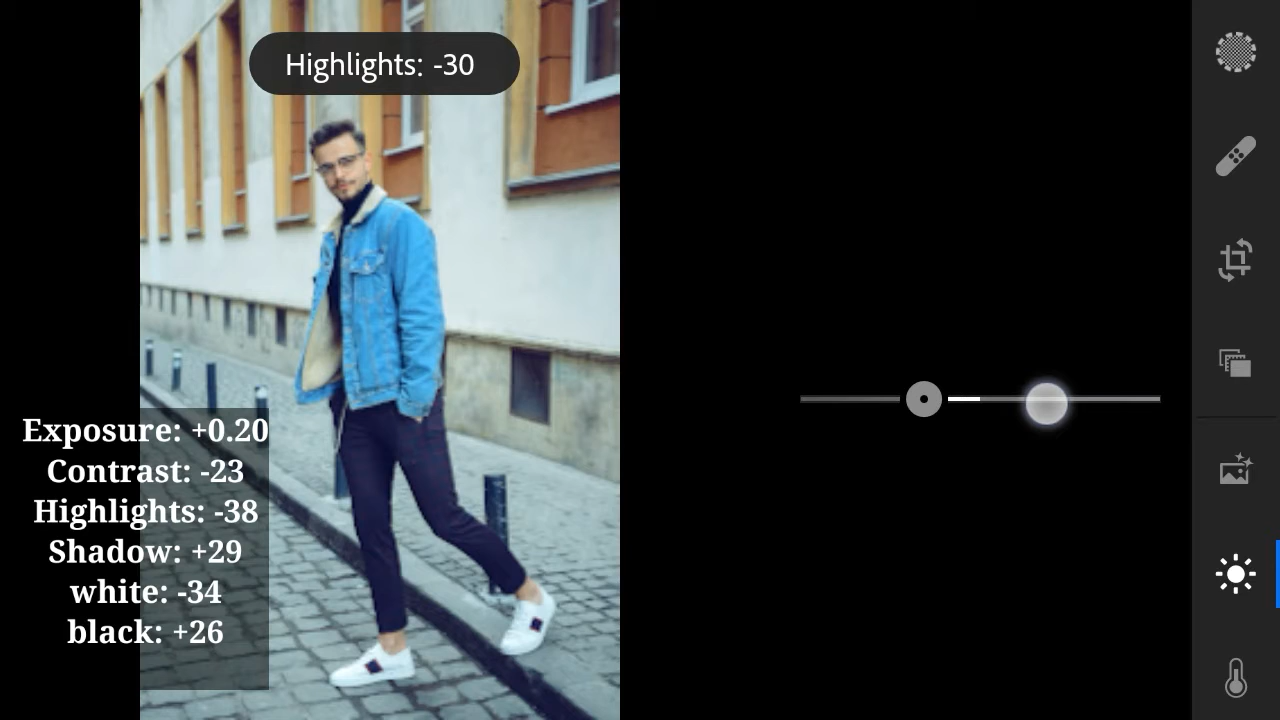 Highlights: -30
Exposure: +0.20
Contrast: -23
Highlights: -38
Shadow: +29
white: -34
black: +26